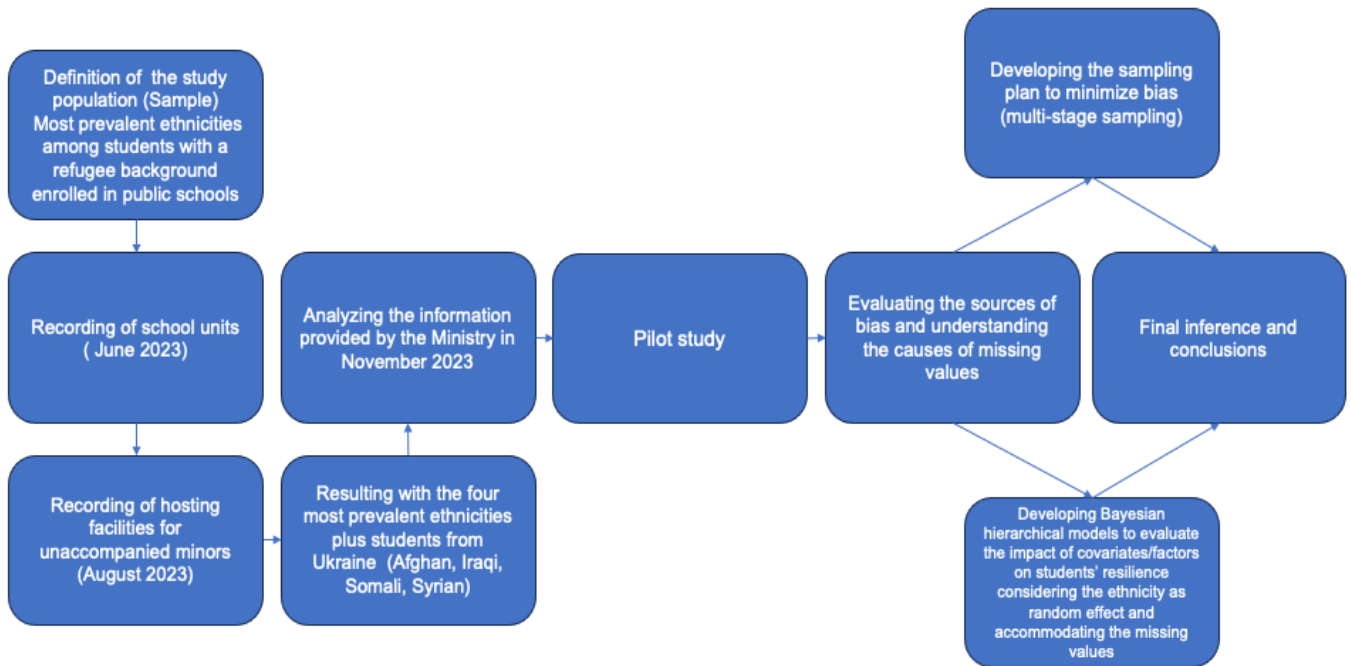 Definition of the study
population (Sample)
Most prevalent ethnicities
among students with a
refugee background
enrolled in public schools
Recording of school units
( June 2023)
Recording of hosting
facilities for
unaccompanied minors
(August 2023)
Resulting with the four
most prevalent ethnicities
plus students from
Ukraine (Afghan, Iraqi,
Somali, Syrian)
Analyzing the information
provided by the Ministry in
November 2023
Pilot study
Evaluating the sources of
bias and understanding
the causes of missing
values
Developing the sampling
plan to minimize bias
(multi-stage sampling)
Developing Bayesian
hierarchical models to evaluate
the impact of covariates/factors
on students' resilience
considering the ethnicity as
random effect and
accommodating the missing
values
Final inference and
conclusions